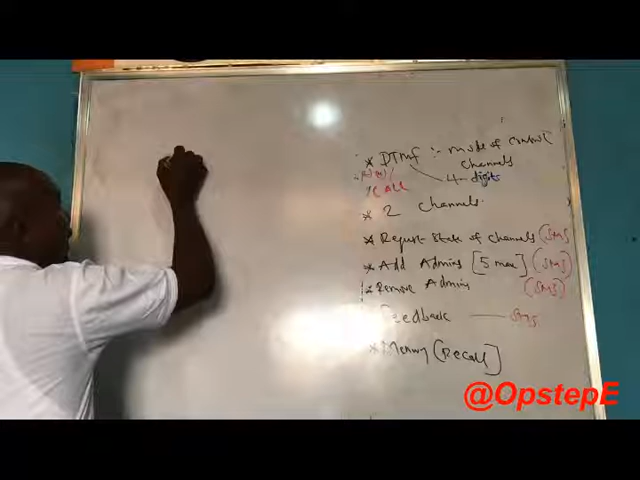 * DTMF :- mode of control
channels
4 - digits
CALL
* 2 channels.
* Request state of channels (SMS)
* Add Admins [5 max] (SMS)
* Remove Admins (SMS)
Feedback —— SMS
* Memory [Recall]
@OpstepE